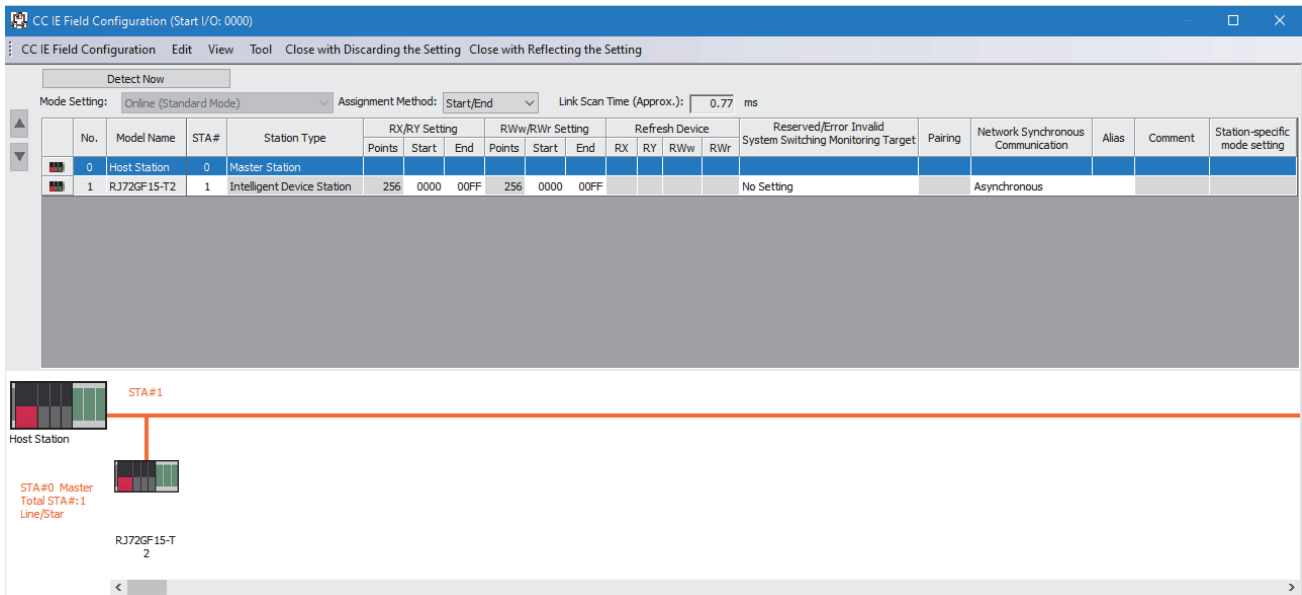 CC IE Field Configuration (Start I/O: 0000)
CC IE Field Configuration Edit View Tool Close with Discarding the Setting Close with Reflecting the Setting
Detect Now
Mode Setting: Online (Standard Mode) Assignment Method: Start/End Link Scan Time (Approx.): 0.77 ms
No. Model Name STA# Station Type RX/RY Setting RWw/RWr Setting Refresh Device Reserved/Error Invalid System Switching Monitoring Target Pairing Network Synchronous Communication Alias Comment Station-specific mode setting
Points Start End Points Start End RX RY RWw RWr
0 Host Station 0 Master Station
1 RJ72GF15-T2 1 Intelligent Device Station 256 0000 00FF 256 0000 00FF No Setting Asynchronous
STA#1
Host Station
STA#0 Master
Total STA#:1
Line/Star
RJ72GF15-T
2